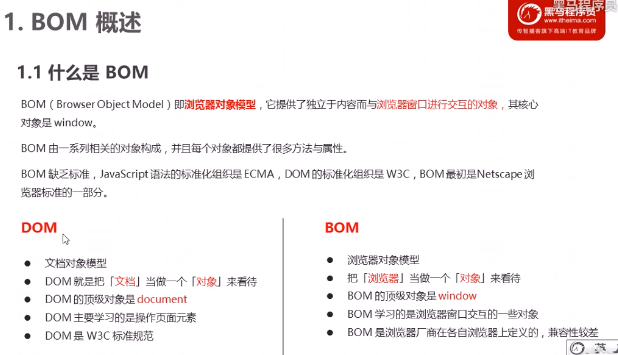 1. BOM 概述
黑马程序员
www.itheima.com
传智播客旗下高端IT教育品牌
1.1 什么是 BOM
BOM（Browser Object Model）即浏览器对象模型，它提供了独立于内容而与浏览器窗口进行交互的对象，其核心
对象是 window。
BOM 由一系列相关的对象构成，并且每个对象都提供了很多方法与属性。
BOM 缺乏标准，JavaScript 语法的标准化组织是 ECMA，DOM 的标准化组织是 W3C，BOM 最初是Netscape 浏
览器标准的一部分。
DOM
文档对象模型
DOM 就是把「文档」当做一个「对象」来看待
DOM 的顶级对象是 document
DOM 主要学习的是操作页面元素
DOM 是 W3C 标准规范
BOM
浏览器对象模型
把「浏览器」当做一个「对象」来看待
BOM 的顶级对象是 window
BOM 学习的是浏览器窗口交互的一些对象
BOM 是浏览器厂商在各自浏览器上定义的，兼容性较差